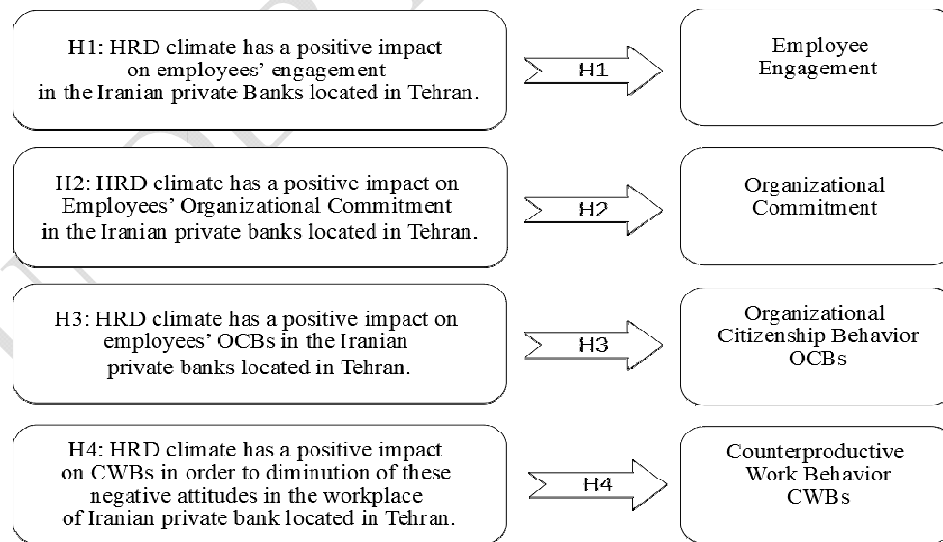 H1: HRD climate has a positive impact
on employees' engagement
in the Iranian private Banks located in Tehran.
H1
Employee
Engagement
H2: HRD climate has a positive impact on
Employees' Organizational Commitment
in the Iranian private banks located in Tehran.
H2
Organizational
Commitment
H3: HRD climate has a positive impact on
employees' OCBs in the Iranian
private banks located in Tehran.
H3
Organizational
Citizenship Behavior
OCBs
H4: HRD climate has a positive impact
on CWBs in order to diminution of these
negative attitudes in the workplace
of Iranian private bank located in Tehran.
H4
Counterproductive
Work Behavior
CWBs